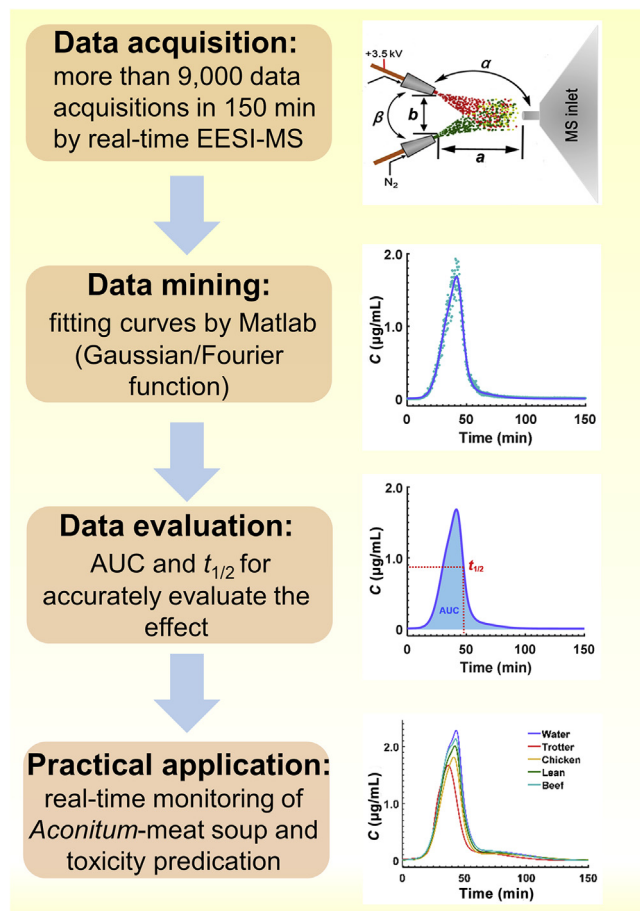 Data acquisition:
more than 9,000 data
acquisitions in 150 min
by real-time EESI-MS
+3.5 kV
α
β
b
a
N2
MS inlet
Data mining:
fitting curves by Matlab
(Gaussian/Fourier
function)
2.0
1.0
0.0
C (μg/mL)
0 50 100 150
Time (min)
Data evaluation:
AUC and t1/2 for
accurately evaluate the
effect
2.0
1.0
0.0
C (μg/mL)
t1/2
AUC
0 50 100 150
Time (min)
Practical application:
real-time monitoring of
Aconitum-meat soup and
toxicity predication
2.0
1.0
0.0
C (μg/mL)
Water
Trotter
Chicken
Lean
Beef
0 50 100 150
Time (min)